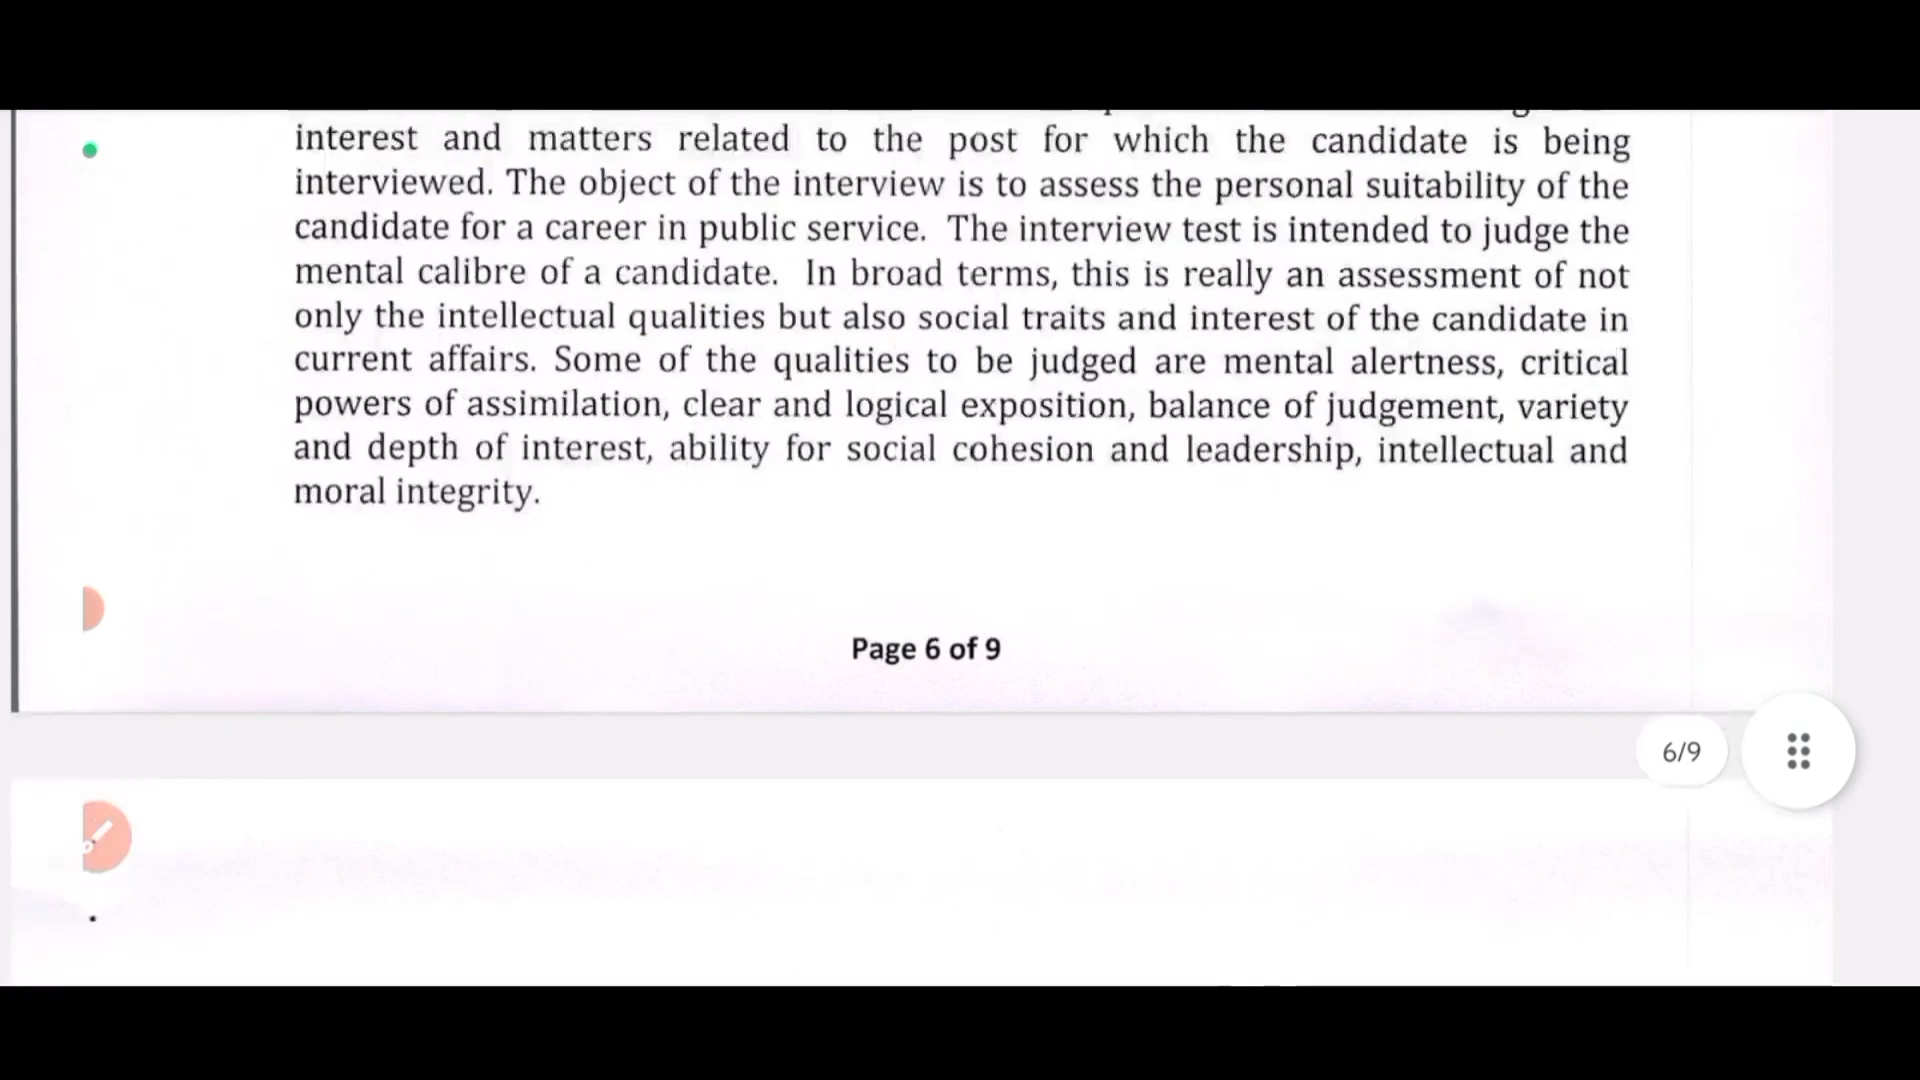 interest and matters related to the post for which the candidate is being
interviewed. The object of the interview is to assess the personal suitability of the
candidate for a career in public service. The interview test is intended to judge the
mental calibre of a candidate. In broad terms, this is really an assessment of not
only the intellectual qualities but also social traits and interest of the candidate in
current affairs. Some of the qualities to be judged are mental alertness, critical
powers of assimilation, clear and logical exposition, balance of judgement, variety
and depth of interest, ability for social cohesion and leadership, intellectual and
moral integrity.
Page 6 of 9
6/9